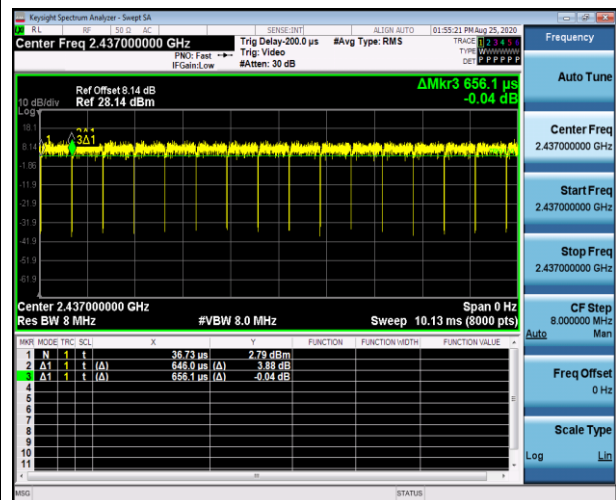 Keysight Spectrum Analyzer - Swept SA
RL RF 50 Ω AC SENSE:INT ALIGN AUTO 01:55:21 PM Aug 25, 2020
Center Freq 2.437000000 GHz
PNO: Fast
IFGain:Low
Trig Delay-200.0 µs
Trig: Video
#Atten: 30 dB
#Avg Type: RMS
TRACE 1 2 3 4 5 6
TYPE WWWWWW
DET P P P P P P
Frequency
Auto Tune
Center Freq
2.437000000 GHz
Start Freq
2.437000000 GHz
Stop Freq
2.437000000 GHz
CF Step
8.000000 MHz
Auto Man
Freq Offset
0 Hz
Scale Type
Log Lin
ΔMkr3 656.1 µs
-0.04 dB
Ref Offset 8.14 dB
10 dB/div Ref 28.14 dBm
Log
18.1
8.14
-1.86
-11.9
-21.9
-31.9
-41.9
-51.9
-61.9
1
3Δ1
Center 2.437000000 GHz Span 0 Hz
Res BW 8 MHz #VBW 8.0 MHz Sweep 10.13 ms (8000 pts)
MKR MODE TRC SCL X Y FUNCTION FUNCTION WIDTH FUNCTION VALUE
1 N 1 t 36.73 µs 2.79 dBm
2 Δ1 1 t (Δ) 646.0 µs (Δ) 3.88 dB
3 Δ1 1 t (Δ) 656.1 µs (Δ) -0.04 dB
4
5
6
7
8
9
10
11
MSG STATUS